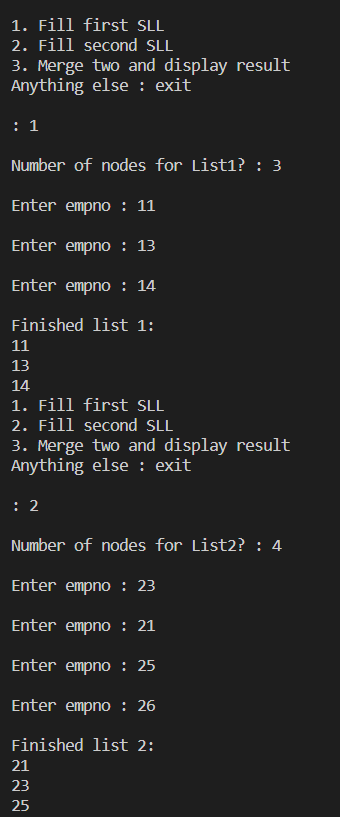 1. Fill first SLL
2. Fill second SLL
3. Merge two and display result
Anything else : exit
: 1
Number of nodes for List1? : 3
Enter empno : 11
Enter empno : 13
Enter empno : 14
Finished list 1:
11
13
14
1. Fill first SLL
2. Fill second SLL
3. Merge two and display result
Anything else : exit
: 2
Number of nodes for List2? : 4
Enter empno : 23
Enter empno : 21
Enter empno : 25
Enter empno : 26
Finished list 2:
21
23
25